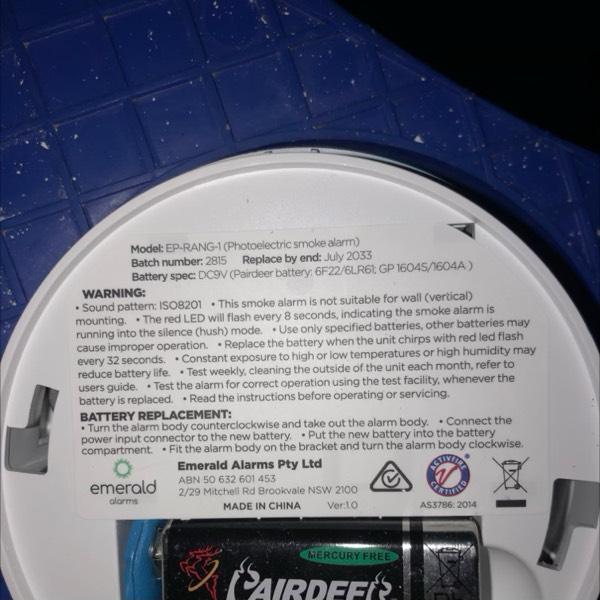 Model: EP-RANG-1 (Photoelectric smoke alarm)
Batch number: 2815 Replace by end: July 2033
Battery spec: DC9V (Pairdeer battery: 6F22/6LR61; GP 1604S/1604A )
WARNING:
• Sound pattern: ISO8201 • This smoke alarm is not suitable for wall (vertical)
mounting. • The red LED will flash every 8 seconds, indicating the smoke alarm is
running into the silence (hush) mode. • Use only specified batteries, other batteries may
cause improper operation. • Replace the battery when the unit chirps with red led flash
every 32 seconds. • Constant exposure to high or low temperatures or high humidity may
reduce battery life. • Test weekly, cleaning the outside of the unit each month, refer to
users guide. • Test the alarm for correct operation using the test facility, whenever the
battery is replaced. • Read the instructions before operating or servicing.
BATTERY REPLACEMENT:
• Turn the alarm body counterclockwise and take out the alarm body. • Connect the
power input connector to the new battery. • Put the new battery into the battery
compartment. • Fit the alarm body on the bracket and turn the alarm body clockwise.
emerald
alarms
Emerald Alarms Pty Ltd
ABN 50 632 601 453
2/29 Mitchell Rd Brookvale NSW 2100
MADE IN CHINA Ver:1.0
ACTIVFIRE
CERTIFIED
AS3786: 2014
MERCURY FREE
PAIRDEER